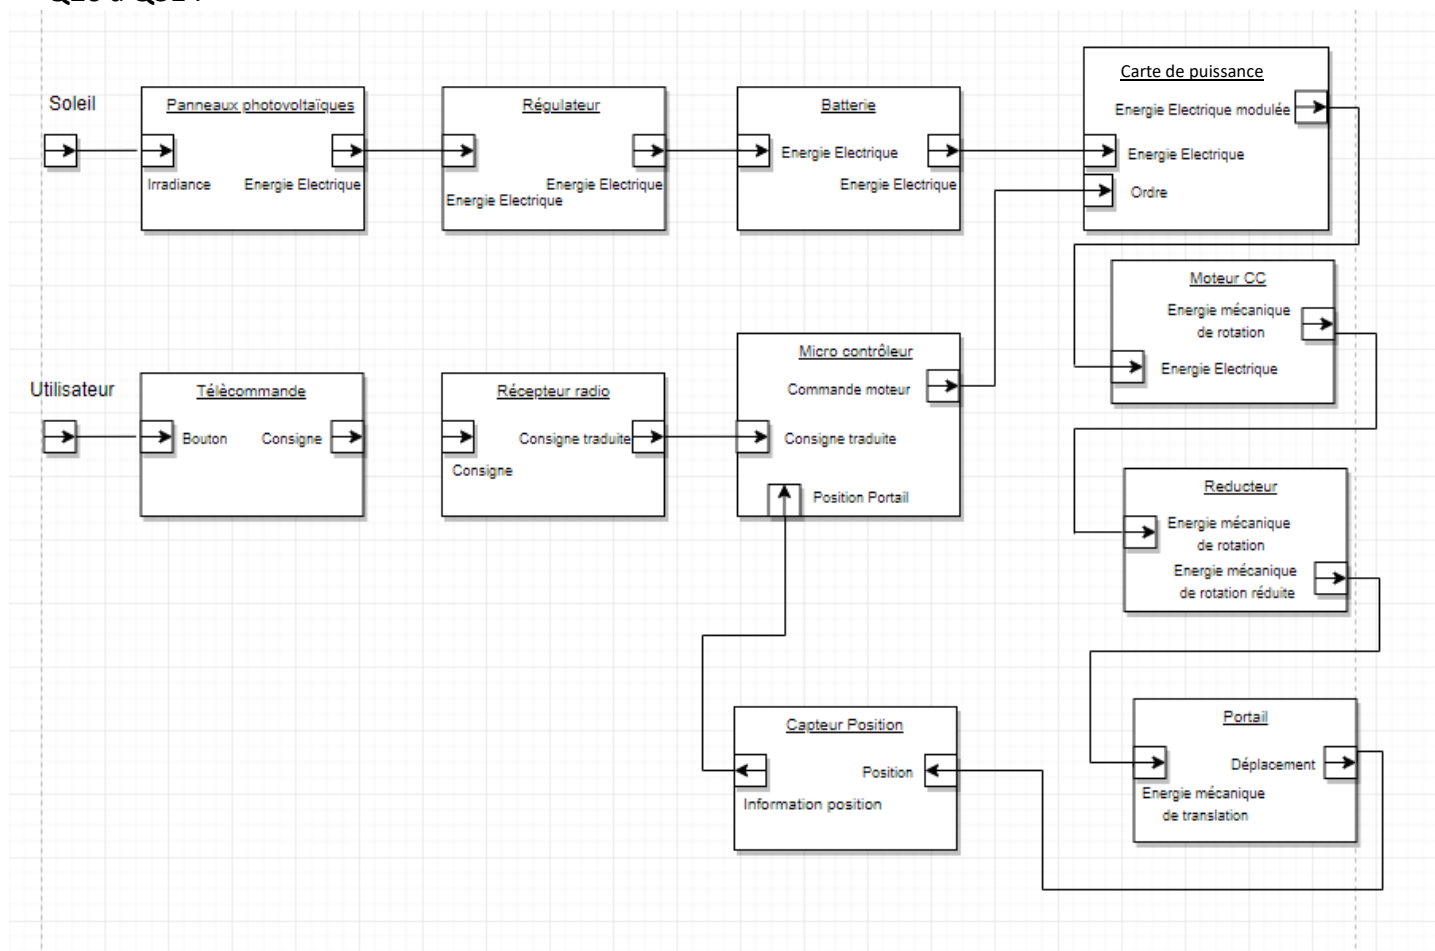 Carte de puissance
Soleil
Panneaux photovoltaïques
Régulateur
Batterie
Energie Electrique modulée
Energie Electrique
Energie Electrique
Irradiance
Energie Electrique
Energie Electrique
Energie Electrique
Energie Electrique
Ordre
Moteur CC
Energie mécanique
de rotation
Energie Electrique
Micro contrôleur
Commande moteur
Utilisateur
Télècommande
Récepteur radio
Bouton
Consigne
Consigne traduite
Consigne traduite
Consigne
Position Portail
Reducteur
Energie mécanique
de rotation
Energie mécanique
de rotation réduite
Capteur Position
Position
Information position
Portail
Déplacement
Energie mécanique
de translation